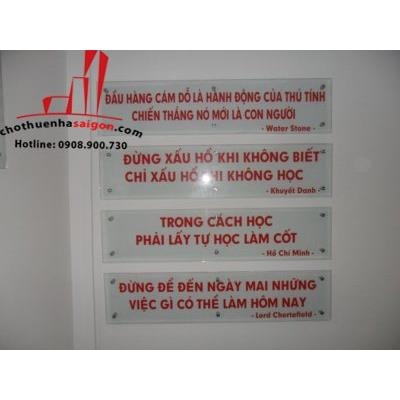 ĐẦU HÀNG CÁM DỖ LÀ HÀNH ĐỘNG CỦA THÚ TÍNH
CHIẾN THẮNG NÓ MỚI LÀ CON NGƯỜI
- Water Stone -
chothuenhasaigon.com
Hotline: 0908.900.730
ĐỪNG XẤU HỔ KHI KHÔNG BIẾT
CHỈ XẤU HỔ KHI KHÔNG HỌC
- Khuyết Danh -
TRONG CÁCH HỌC
PHẢI LẤY TỰ HỌC LÀM CỐT
- Hồ Chí Minh -
ĐỪNG ĐỂ ĐẾN NGÀY MAI NHỮNG
VIỆC GÌ CÓ THỂ LÀM HÔM NAY
- Lord Chertefield -